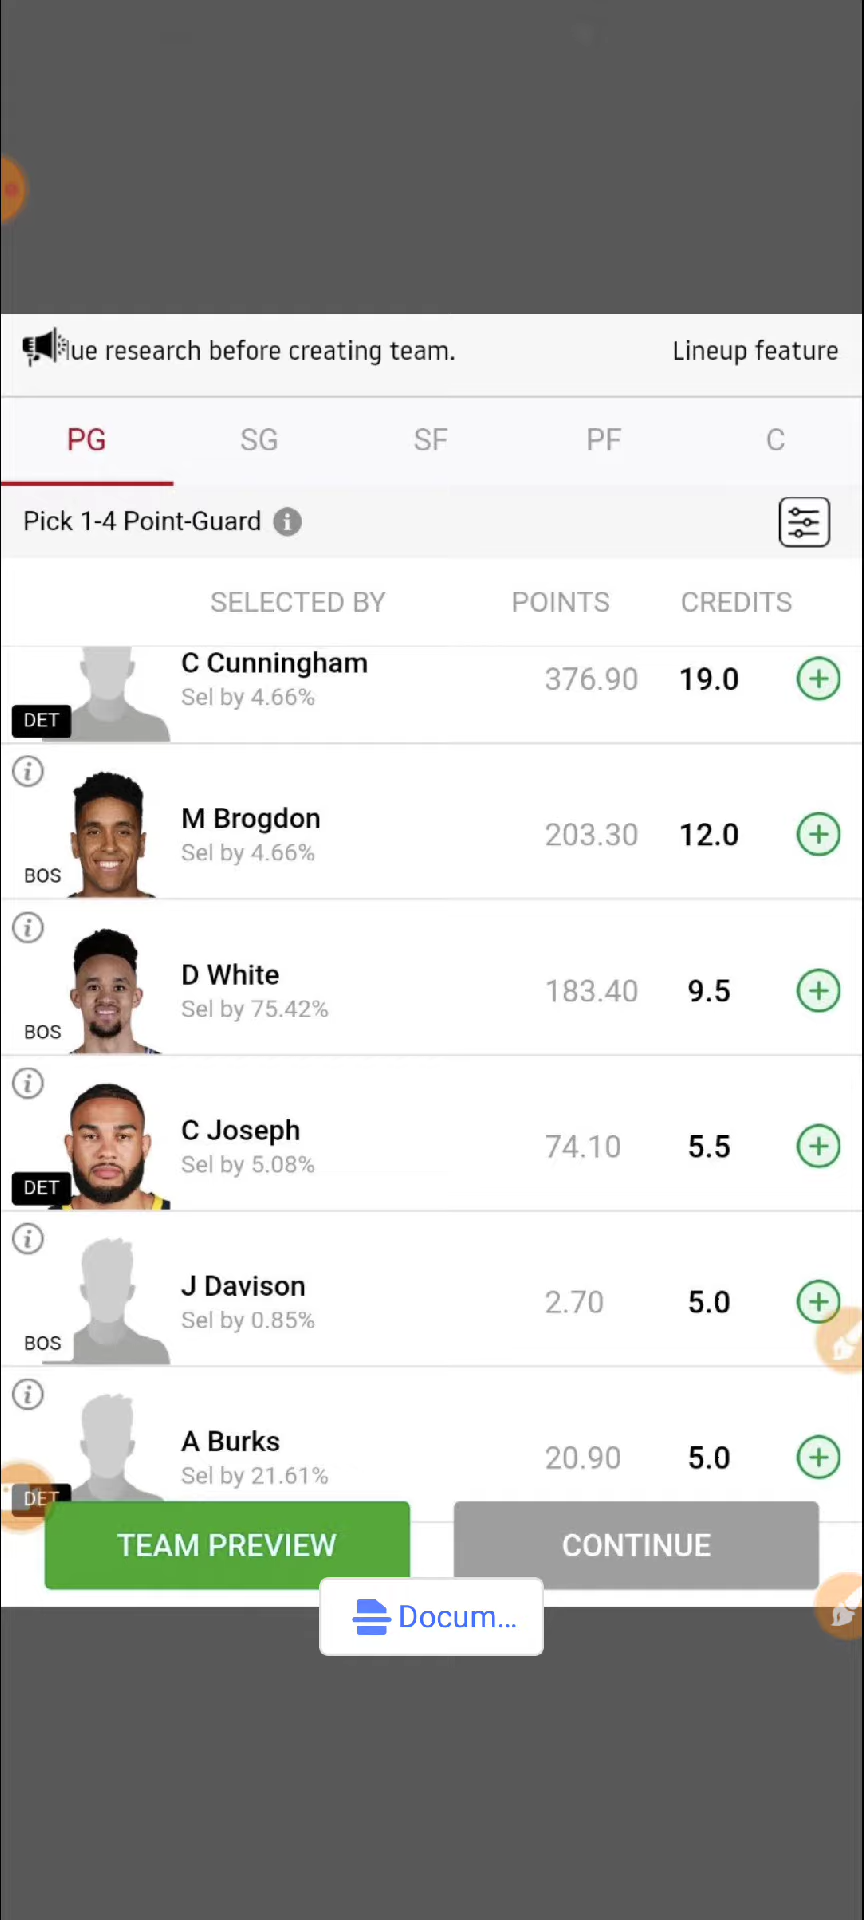 lue research before creating team. Lineup feature
PG SG SF PF C
Pick 1-4 Point-Guard
SELECTED BY POINTS CREDITS
C Cunningham
376.90 19.0
Sel by 4.66%
DET
M Brogdon
203.30 12.0
Sel by 4.66%
BOS
D White
183.40 9.5
Sel by 75.42%
BOS
C Joseph
74.10 5.5
Sel by 5.08%
DET
J Davison
2.70 5.0
Sel by 0.85%
BOS
A Burks
20.90 5.0
Sel by 21.61%
DET
TEAM PREVIEW CONTINUE
Docum...